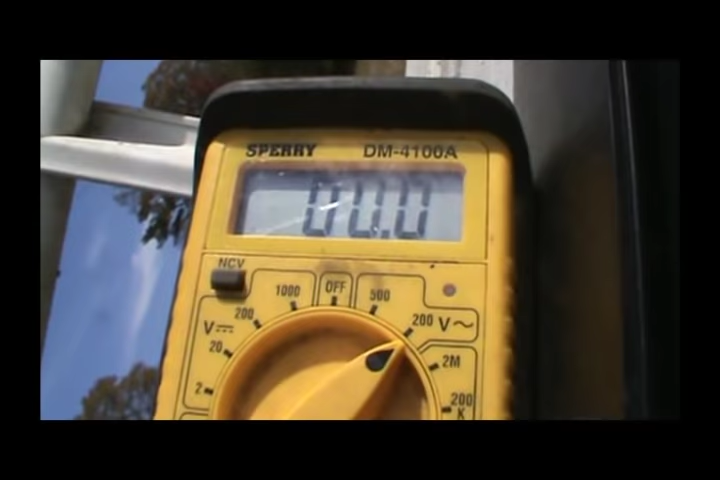 SPERRY DM-4100A
00.0
NCV
1000 OFF 500
200 200 V~
V⎓
20 2M
2 200
K